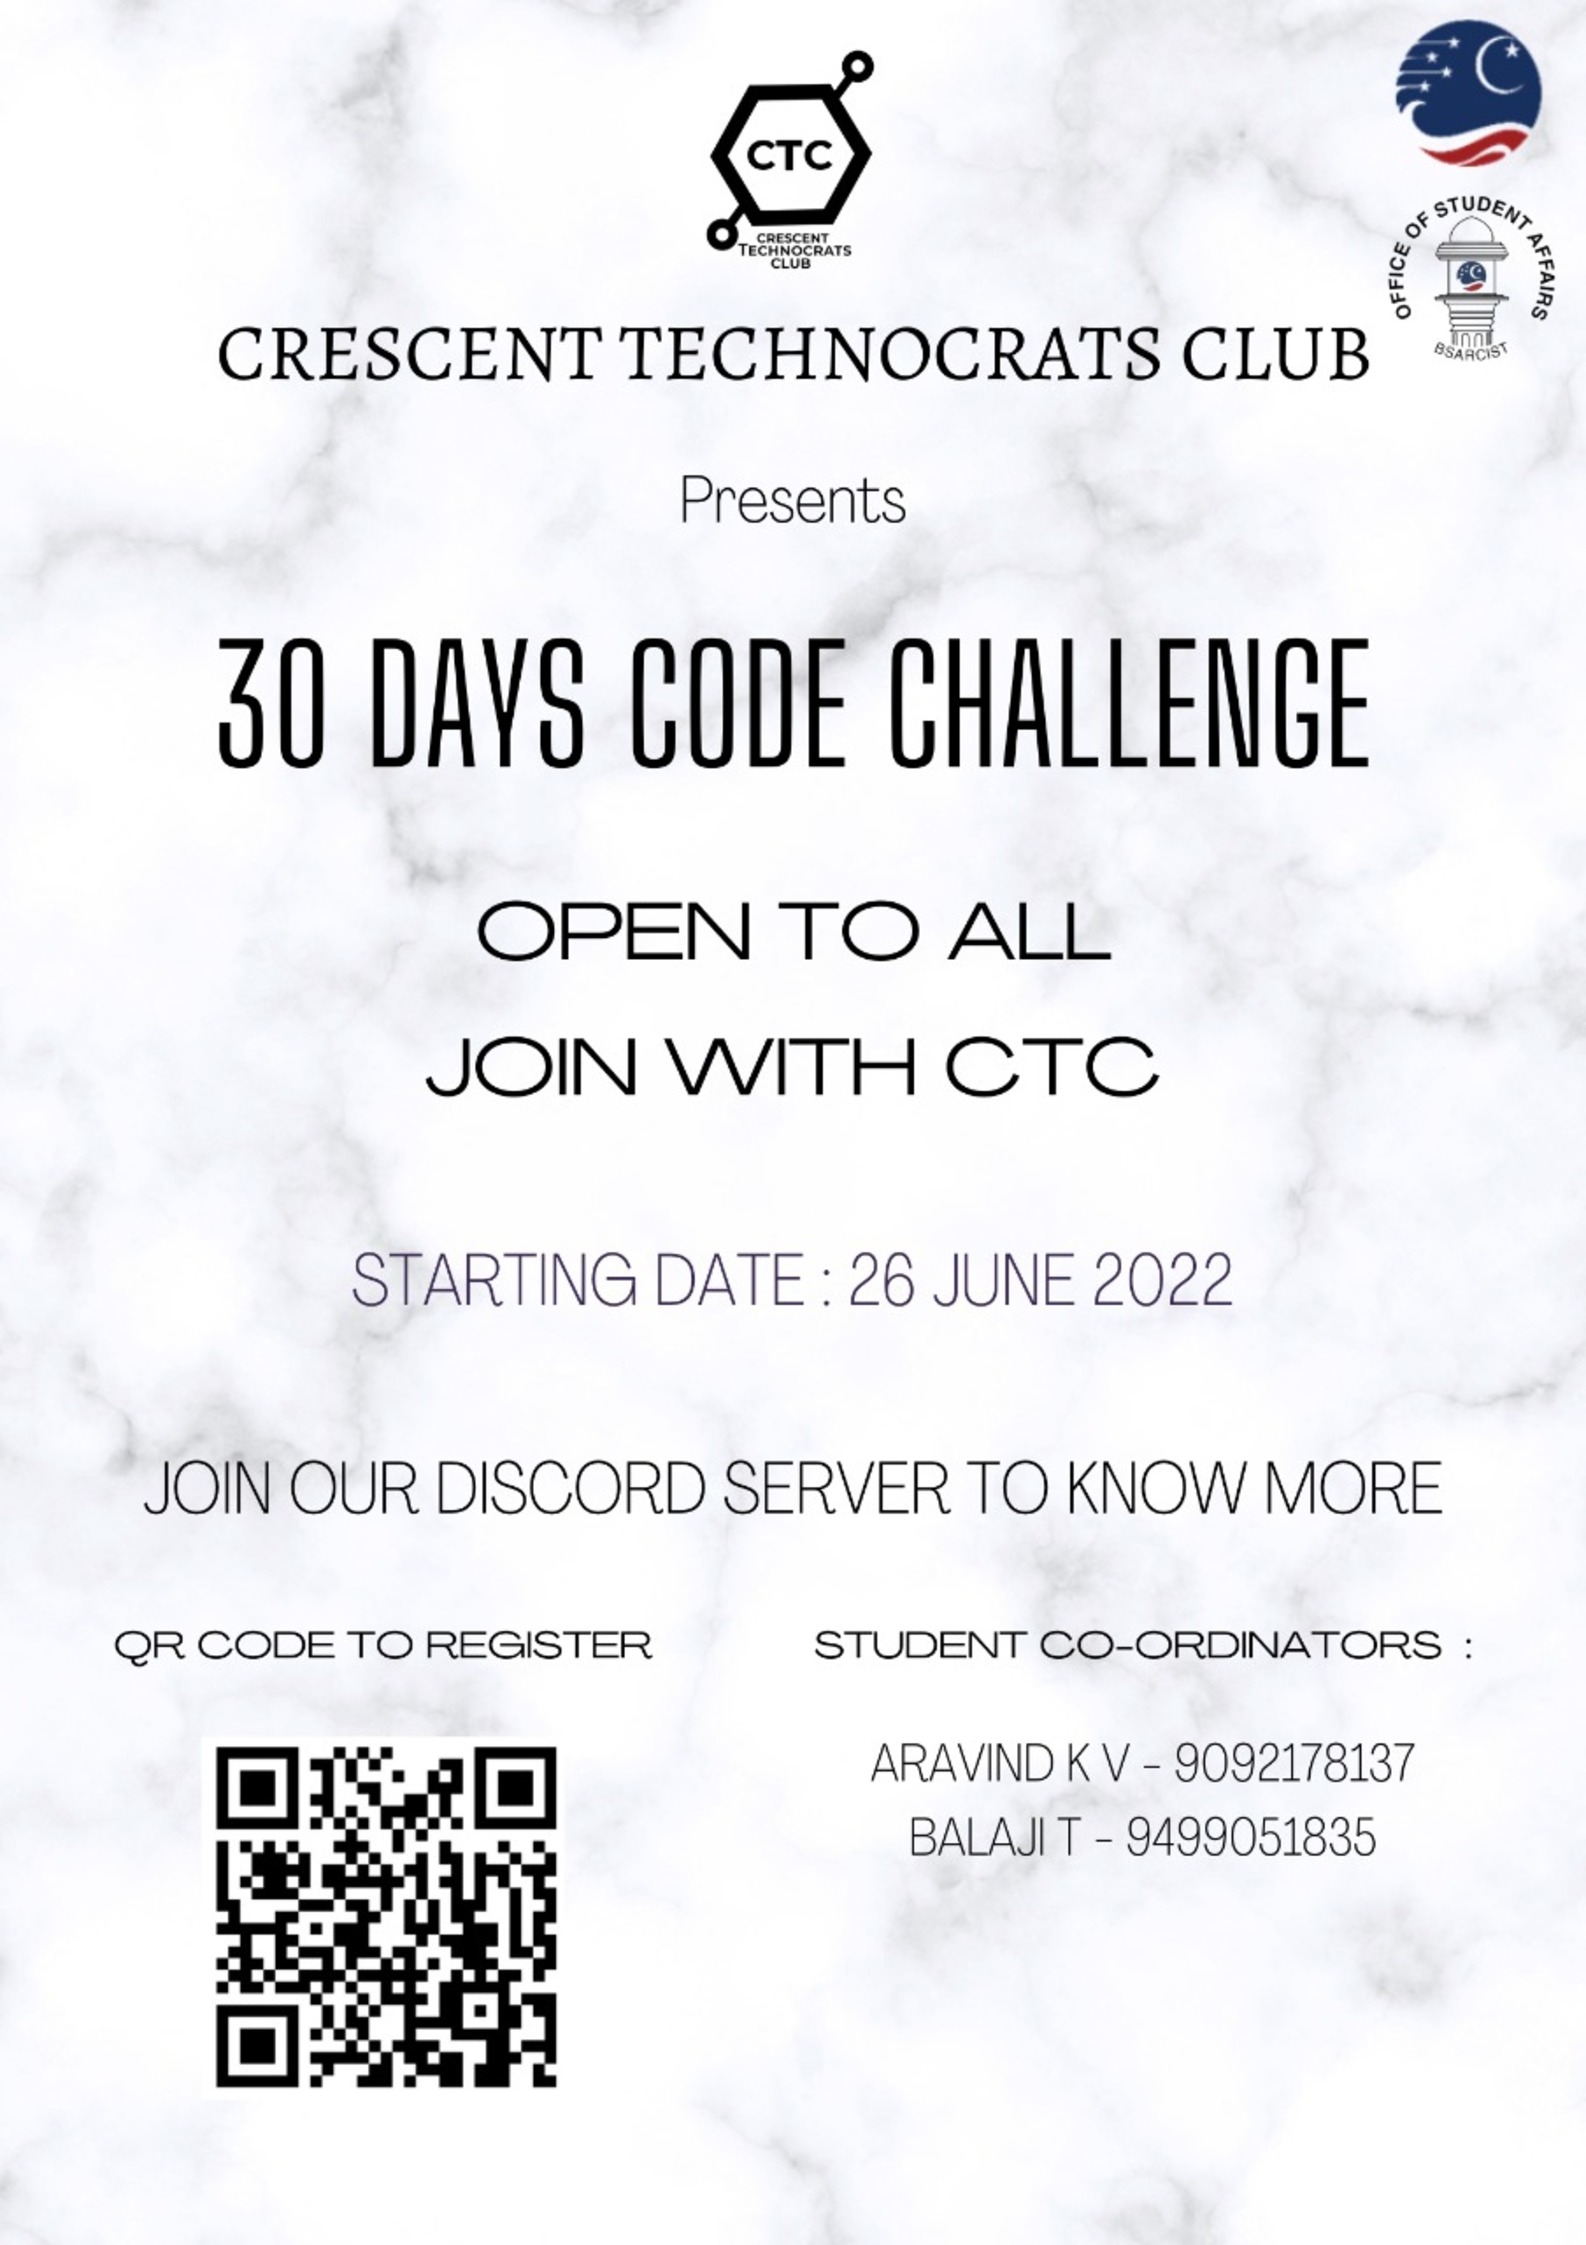 CTC
CRESCENT
TECHNOCRATS
CLUB
OFFICE OF STUDENT AFFAIRS
BSARCIST
CRESCENT TECHNOCRATS CLUB
Presents
30 DAYS CODE CHALLENGE
OPEN TO ALL
JOIN WITH CTC
STARTING DATE : 26 JUNE 2022
JOIN OUR DISCORD SERVER TO KNOW MORE
QR CODE TO REGISTER
STUDENT CO-ORDINATORS :
ARAVIND K V - 9092178137
BALAJI T - 9499051835